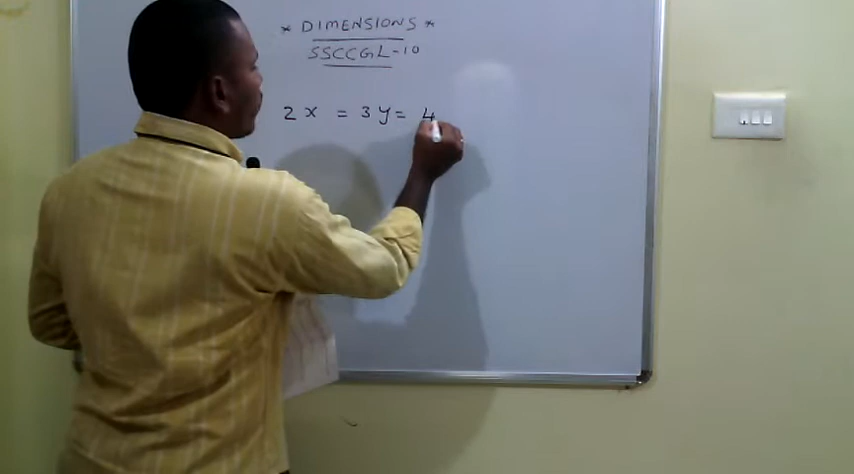 * DIMENSIONS *
SSCCGL-10
2x = 3y = 4